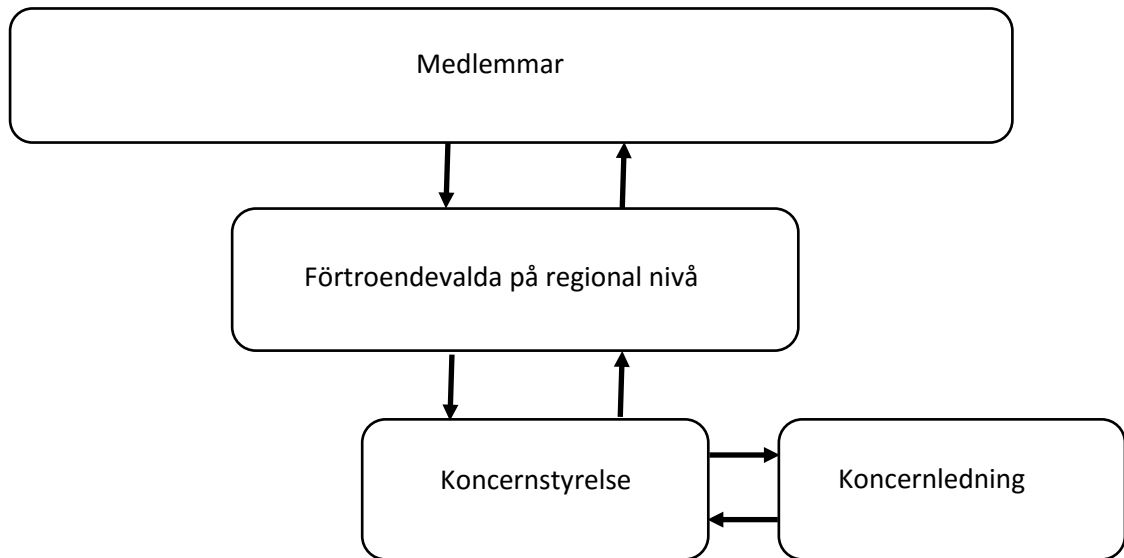 Medlemmar
Förtroendevalda på regional nivå
Koncernstyrelse
Koncernledning